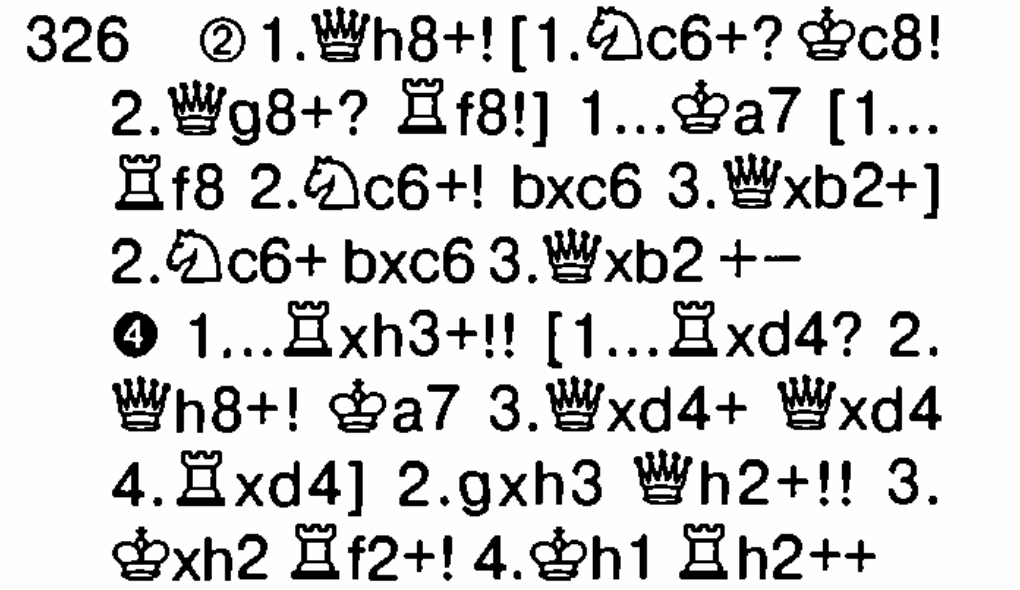 326 ② 1.♕h8+! [1.♘c6+? ♔c8!
2.♕g8+? ♖f8!] 1...♔a7 [1...
♖f8 2.♘c6+! bxc6 3.♕xb2+]
2.♘c6+ bxc6 3.♕xb2 +−
❹ 1...♖xh3+!! [1...♖xd4? 2.
♕h8+! ♔a7 3.♕xd4+ ♕xd4
4.♖xd4] 2.gxh3 ♕h2+!! 3.
♔xh2 ♖f2+! 4.♔h1 ♖h2++